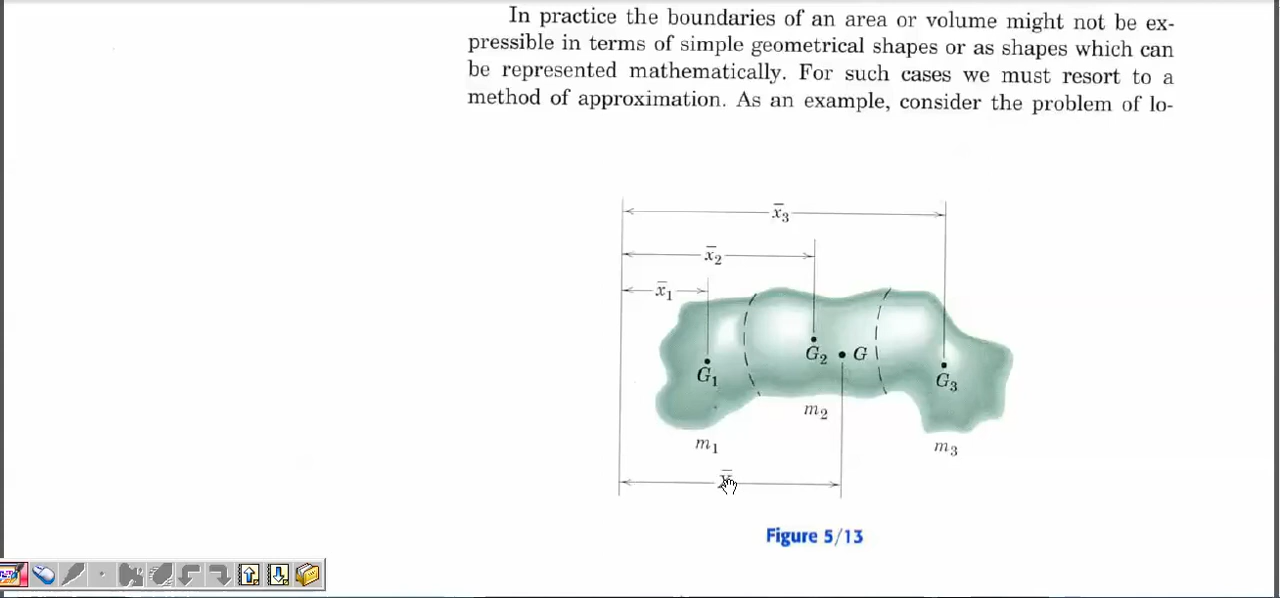 In practice the boundaries of an area or volume might not be ex-
pressible in terms of simple geometrical shapes or as shapes which can
be represented mathematically. For such cases we must resort to a
method of approximation. As an example, consider the problem of lo-
x̅₃
x̅₂
x̅₁
G₂ G
G₁ G₃
m₂
m₁ m₃
Figure 5/13